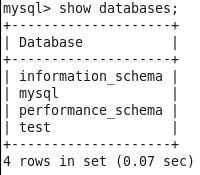 mysql> show databases;
+--------------------+
| Database           |
+--------------------+
| information_schema |
| mysql              |
| performance_schema |
| test               |
+--------------------+
4 rows in set (0.07 sec)